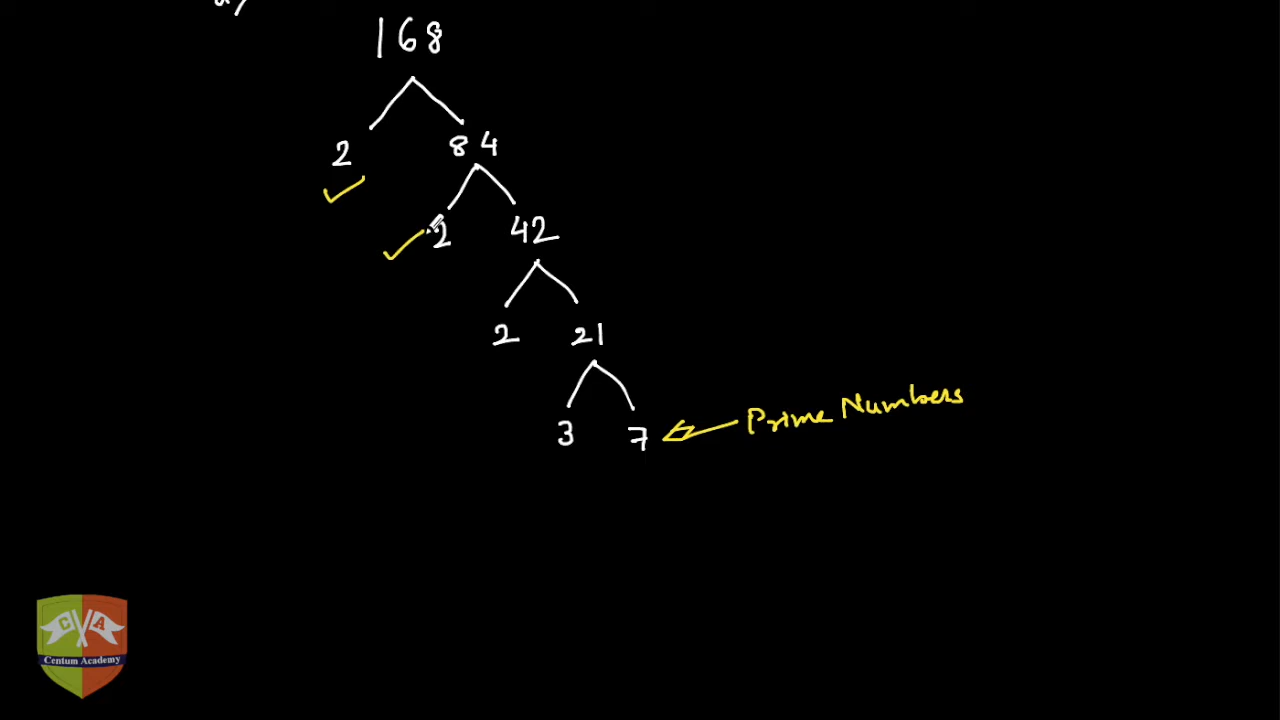 168
2 84
2 42
2 21
3 7 Prime Numbers
C A
Centum Academy